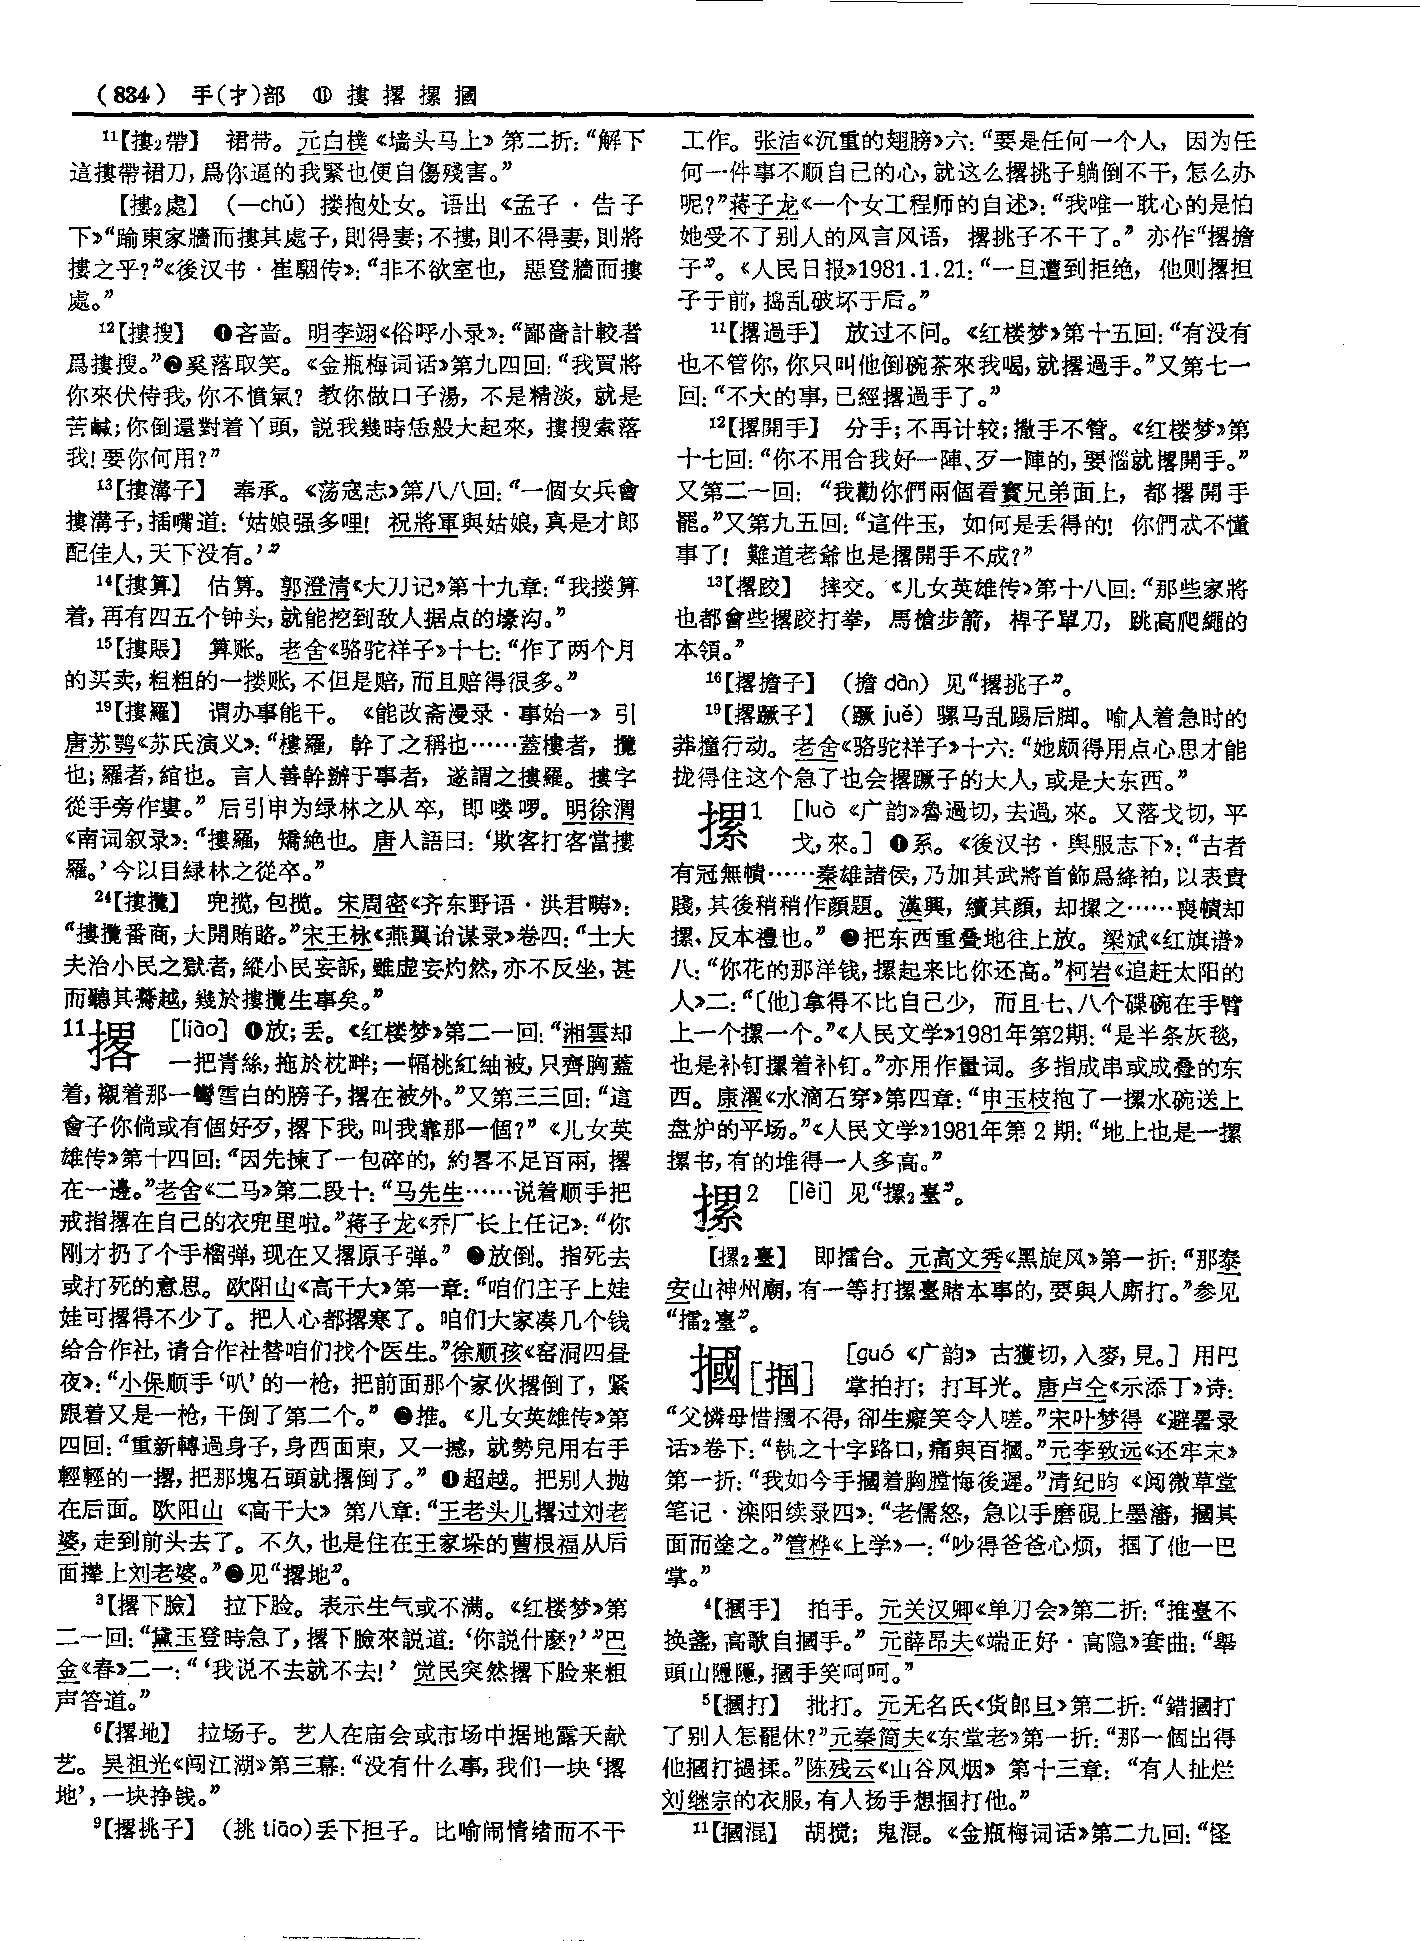 （834） 手(才)部 ⑪ 摟 撂 摞 摑
11【摟₂帶】 裙带。元白樸《墙头马上》第二折：“解下
這摟帶裙刀，爲你逼的我緊也便自傷殘害。”
【摟₂處】 (—chǔ) 搂抱处女。语出《孟子·告子
下》“踰東家牆而摟其處子，則得妻；不摟，則不得妻，則將
摟之乎？”《後汉书·崔駰传》：“非不欲室也，惡登牆而摟
處。”
12【摟搜】 ❶吝啬。明李翊《俗呼小录》：“鄙嗇計較者
爲摟搜。”❷奚落取笑。《金瓶梅词话》第九四回：“我買將
你來伏侍我，你不憤氣？教你做口子湯，不是精淡，就是
苦鹹；你倒還對着丫頭，説我幾時恁般大起來，摟搜索落
我！要你何用？”
13【摟溝子】 奉承。《荡寇志》第八八回：“一個女兵會
摟溝子，插嘴道：‘姑娘强多哩！祝將軍與姑娘，真是才郎
配佳人，天下没有。’”
14【摟算】 估算。郭澄清《大刀记》第十九章：“我搂算
着，再有四五个钟头，就能挖到敌人据点的壕沟。”
15【摟賬】 算账。老舍《骆驼祥子》十七：“作了两个月
的买卖，粗粗的一搂账，不但是赔，而且赔得很多。”
19【摟羅】 谓办事能干。《能改斋漫录·事始一》引
唐苏鹗《苏氏演义》：“樓羅，幹了之稱也……蓋樓者，攬
也；羅者，綰也。言人善幹辦于事者，遂謂之摟羅。摟字
從手旁作婁。”后引申为绿林之从卒，即喽啰。明徐渭
《南词叙录》：“摟羅，矯絶也。唐人語曰：‘欺客打客當摟
羅。’今以目緑林之從卒。”
24【摟攬】 兜揽，包揽。宋周密《齐东野语·洪君畴》：
“摟攬番商，大開賄賂。”宋王栐《燕翼诒谋录》卷四：“士大
夫治小民之獄者，縱小民妄訴，雖虚妄灼然，亦不反坐，甚
而聽其驀越，幾於摟攬生事矣。”
11撂 [liào] ❶放；丢。《红楼梦》第二一回：“湘雲却
一把青絲，拖於枕畔；一幅桃紅紬被，只齊胸蓋
着，襯着那一彎雪白的膀子，撂在被外。”又第三三回：“這
會子你倘或有個好歹，撂下我，叫我靠那一個？”《儿女英
雄传》第十四回：“因先揀了一包碎的，約畧不足百兩，撂
在一邊。”老舍《二马》第二段十：“马先生……说着顺手把
戒指撂在自己的衣兜里啦。”蒋子龙《乔厂长上任记》：“你
刚才扔了个手榴弹，现在又撂原子弹。” ❷放倒。指死去
或打死的意思。欧阳山《高干大》第一章：“咱们庄子上娃
娃可撂得不少了。把人心都撂寒了。咱们大家凑几个钱
给合作社，请合作社替咱们找个医生。”徐顺孩《窑洞四昼
夜》：“小保顺手‘叭’的一枪，把前面那个家伙撂倒了，紧
跟着又是一枪，干倒了第二个。” ❸推。《儿女英雄传》第
四回：“重新轉過身子，身西面東，又一撼，就勢兒用右手
輕輕的一撂，把那塊石頭就撂倒了。” ❹超越。把别人抛
在后面。欧阳山《高干大》第八章：“王老头儿撂过刘老
婆，走到前头去了。不久，也是住在王家垛的曹根福从后
面撵上刘老婆。”❺见“撂地”。
3【撂下臉】 拉下脸。表示生气或不满。《红楼梦》第
二一回：“黛玉登時急了，撂下臉來説道：‘你説什麽？’”巴
金《春》二一：“‘我说不去就不去！’觉民突然撂下脸来粗
声答道。”
6【撂地】 拉场子。艺人在庙会或市场中据地露天献
艺。吴祖光《闯江湖》第三幕：“没有什么事，我们一块‘撂
地’，一块挣钱。”
9【撂挑子】 （挑 tiāo）丢下担子。比喻闹情绪而不干
工作。张洁《沉重的翅膀》六：“要是任何一个人，因为任
何一件事不顺自己的心，就这么撂挑子躺倒不干，怎么办
呢？”蒋子龙《一个女工程师的自述》：“我唯一耽心的是怕
她受不了别人的风言风语，撂挑子不干了。”亦作“撂擔
子”。《人民日报》1981.1.21：“一旦遭到拒绝，他则撂担
子于前，捣乱破坏于后。”
11【撂過手】 放过不问。《红楼梦》第十五回：“有没有
也不管你，你只叫他倒碗茶來我喝，就撂過手。”又第七一
回：“不大的事，已經撂過手了。”
12【撂開手】 分手；不再计较；撒手不管。《红楼梦》第
十七回：“你不用合我好一陣、歹一陣的，要惱就撂開手。”
又第二一回：“我勸你們兩個看寳兄弟面上，都撂開手
罷。”又第九五回：“這件玉，如何是丢得的！你們忒不懂
事了！難道老爺也是撂開手不成？”
13【撂跤】 摔交。《儿女英雄传》第十八回：“那些家將
也都會些撂跤打拳，馬槍步箭，桿子單刀，跳高爬繩的
本領。”
16【撂擔子】 （擔 dàn）见“撂挑子”。
19【撂蹶子】 （蹶 juě）骡马乱踢后脚。喻人着急时的
莽撞行动。老舍《骆驼祥子》十六：“她颇得用点心思才能
拢得住这个急了也会撂蹶子的大人，或是大东西。”
摞1 [luò 《广韵》魯過切，去過，來。又落戈切，平
戈，來。] ❶系。《後汉书·舆服志下》：“古者
有冠無幘……秦雄諸侯，乃加其武將首飾爲絳袙，以表貴
賤，其後稍稍作顔題。漢興，續其顔，却摞之……喪幘却
摞，反本禮也。” ❷把东西重叠地往上放。梁斌《红旗谱》
八：“你花的那洋钱，摞起来比你还高。”柯岩《追赶太阳的
人》二：“〔他〕拿得不比自己少，而且七、八个碟碗在手臂
上一个摞一个。”《人民文学》1981年第2期：“是半条灰毯，
也是补钉摞着补钉。”亦用作量词。多指成串或成叠的东
西。康濯《水滴石穿》第四章：“申玉枝抱了一摞水碗送上
盘炉的平场。”《人民文学》1981年第 2 期：“地上也是一摞
摞书，有的堆得一人多高。”
摞2 [lèi] 见“摞₂臺”。
【摞₂臺】 即擂台。元高文秀《黑旋风》第一折：“那泰
安山神州廟，有一等打摞臺賭本事的，要與人厮打。”参见
“擂₂臺”。
摑[掴] [guó 《广韵》古獲切，入麥，見。] 用巴
掌拍打；打耳光。唐卢仝《示添丁》诗：
“父憐母惜摑不得，卻生癡笑令人嗟。”宋叶梦得《避暑录
话》卷下：“執之十字路口，痛與百摑。”元李致远《还牢末》
第一折：“我如今手摑着胸膛悔後遲。”清纪昀《阅微草堂
笔记·滦阳续录四》：“老儒怒，急以手磨硯上墨瀋，摑其
面而塗之。”管桦《上学》一：“吵得爸爸心烦，掴了他一巴
掌。”
4【摑手】 拍手。元关汉卿《单刀会》第二折：“推臺不
换盞，高歌自摑手。”元薛昂夫《端正好·高隐》套曲：“舉
頭山隱隱，摑手笑呵呵。”
5【摑打】 批打。元无名氏《货郎旦》第二折：“錯摑打
了别人怎罷休？”元秦简夫《东堂老》第一折：“那一個出得
他摑打撾揉。”陈残云《山谷风烟》第十三章：“有人扯烂
刘继宗的衣服，有人扬手想掴打他。”
11【摑混】 胡搅；鬼混。《金瓶梅词话》第二九回：“怪